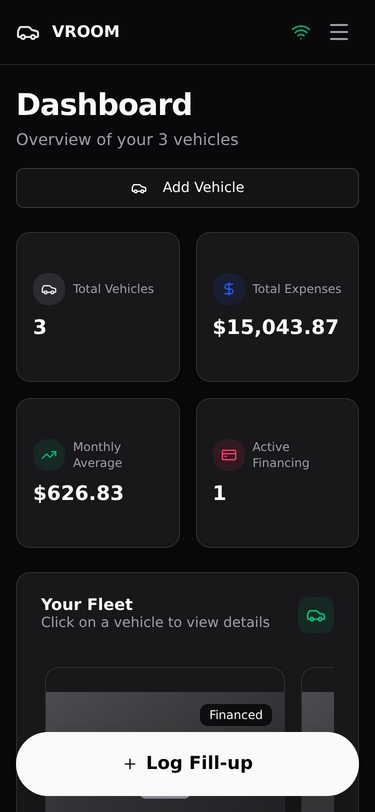 VROOM
Dashboard
Overview of your 3 vehicles
Add Vehicle
Total Vehicles
3
Total Expenses
$15,043.87
Monthly
Average
$626.83
Active
Financing
1
Your Fleet
Click on a vehicle to view details
Financed
+ Log Fill-up